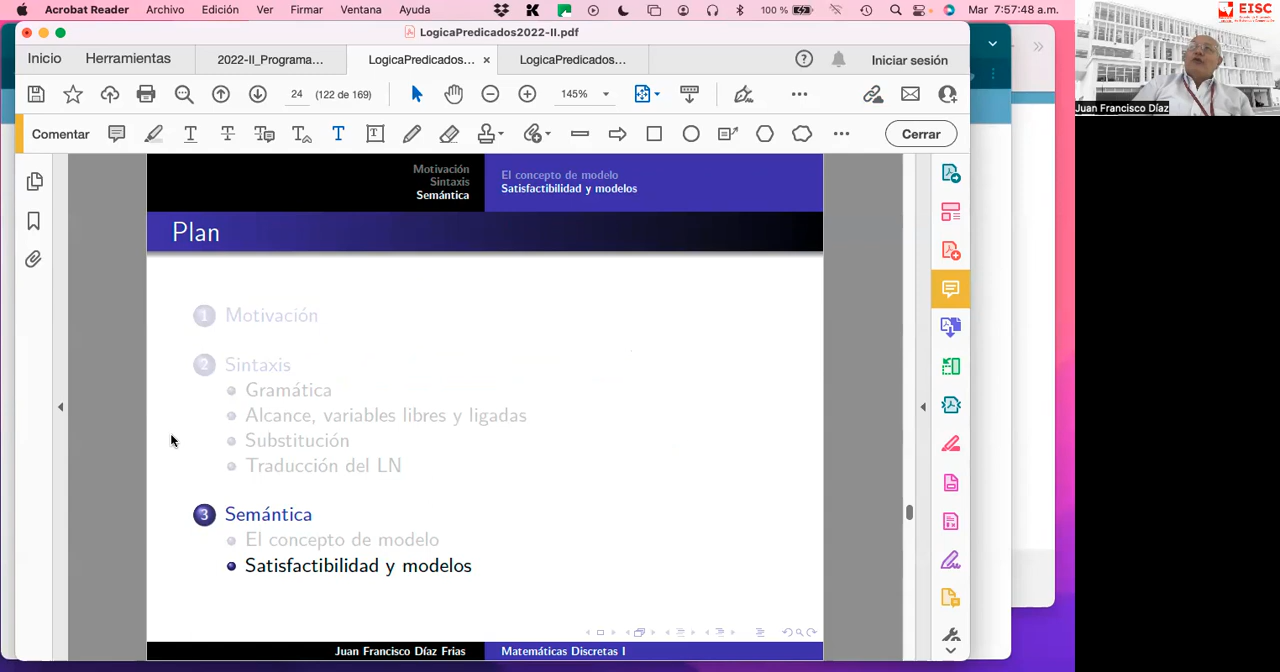 Acrobat Reader Archivo Edición Ver Firmar Ventana Ayuda 100 % Mar 7:57:48 a.m.
LogicaPredicados2022-II.pdf
Inicio Herramientas 2022-II_Programa... LogicaPredicados... × LogicaPredicados... Iniciar sesión
24 (122 de 169) 145%
Comentar Cerrar
Motivación
Sintaxis
Semántica
El concepto de modelo
Satisfactibilidad y modelos
Plan
1 Motivación
2 Sintaxis
Gramática
Alcance, variables libres y ligadas
Substitución
Traducción del LN
3 Semántica
El concepto de modelo
Satisfactibilidad y modelos
Juan Francisco Díaz Frias Matemáticas Discretas I
EISC
Juan Francisco Díaz